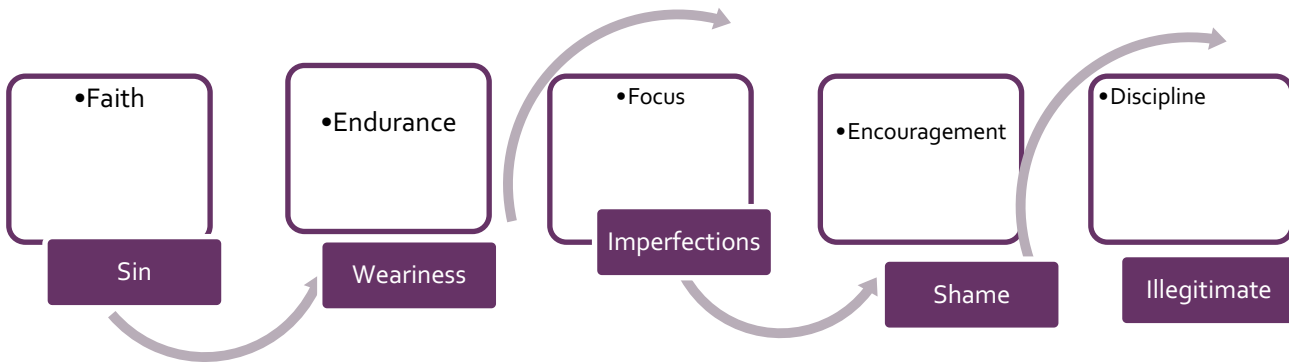 •Faith
Sin
•Endurance
Weariness
•Focus
Imperfections
•Encouragement
Shame
•Discipline
Illegitimate